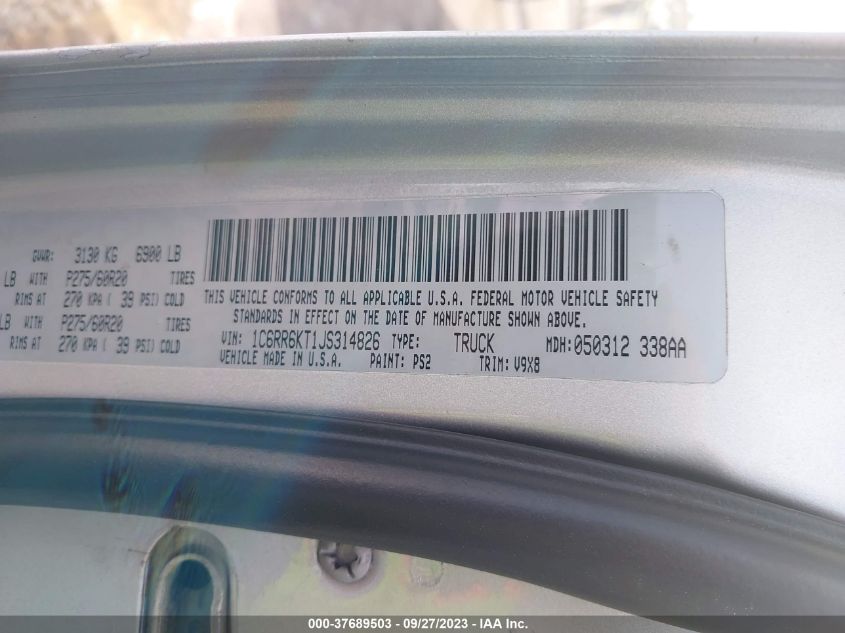 GVWR: 3130 KG 6900 LB
LB WITH P275/60R20 TIRES
RIMS AT 270 KPA ( 39 PSI) COLD
LB WITH P275/60R20 TIRES
RIMS AT 270 KPA ( 39 PSI) COLD
THIS VEHICLE CONFORMS TO ALL APPLICABLE U.S.A. FEDERAL MOTOR VEHICLE SAFETY
STANDARDS IN EFFECT ON THE DATE OF MANUFACTURE SHOWN ABOVE.
VIN: 1C6RR6KT1JS314826 TYPE: TRUCK MDH: 050312 338AA
VEHICLE MADE IN U.S.A. PAINT: PS2 TRIM: V9X8
000-37689503 - 09/27/2023 - IAA Inc.